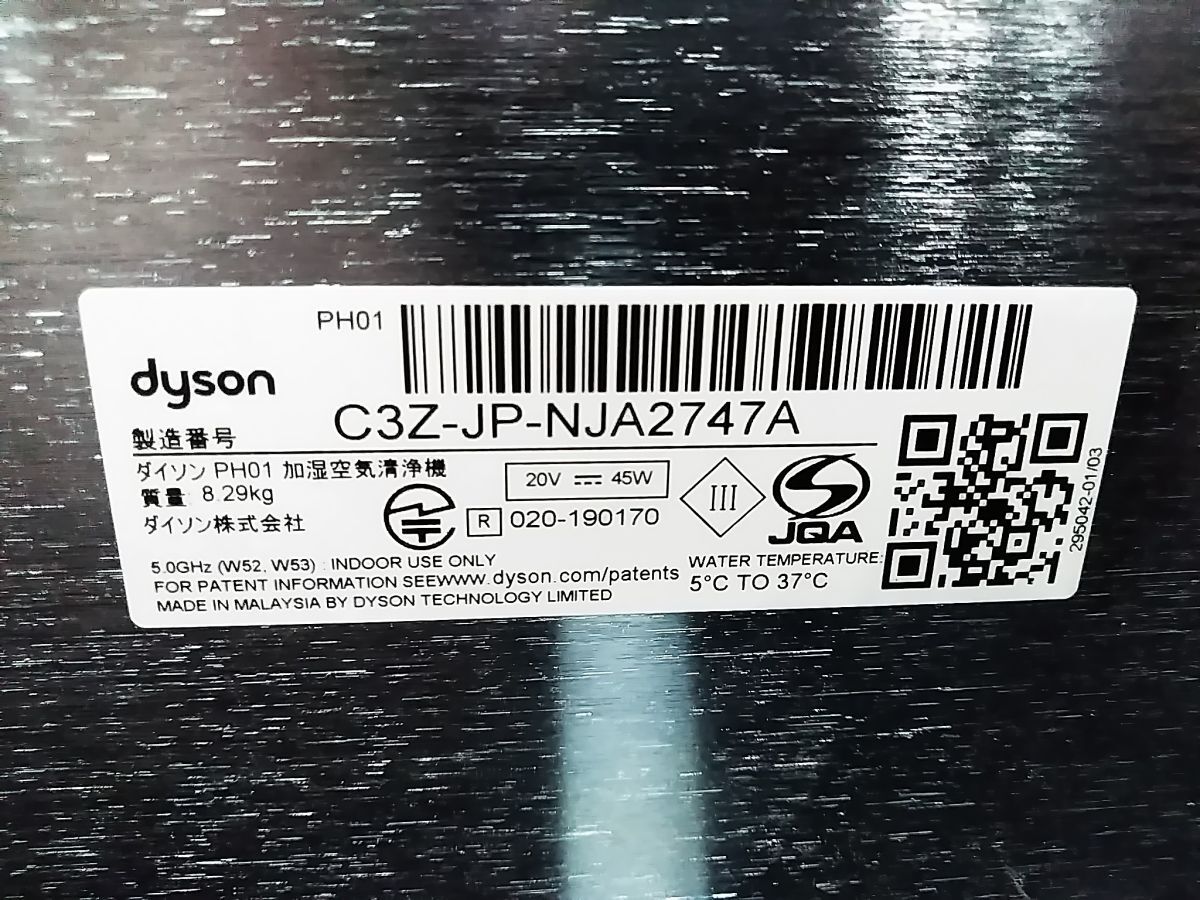 PH01
dyson
製造番号 C3Z-JP-NJA2747A
ダイソン PH01 加湿空気清浄機
質量: 8.29kg
ダイソン株式会社
20V 45W
R 020-190170
III
JQA
5.0GHz (W52, W53) : INDOOR USE ONLY
FOR PATENT INFORMATION SEEwww.dyson.com/patents
MADE IN MALAYSIA BY DYSON TECHNOLOGY LIMITED
WATER TEMPERATURE:
5°C TO 37°C
295042-01/03